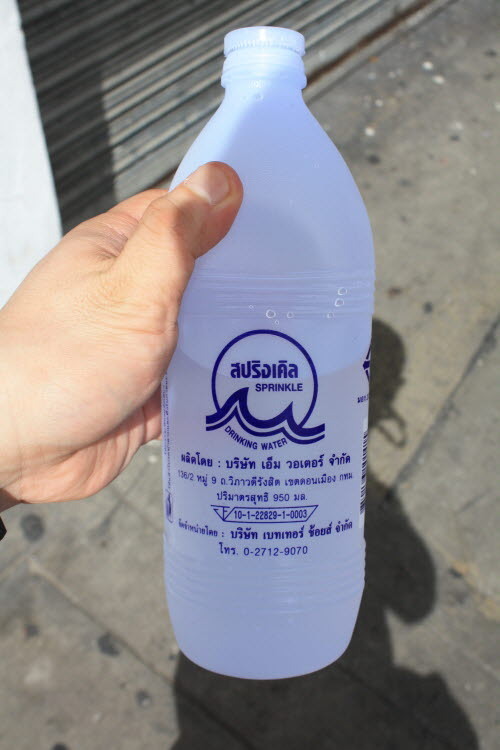 สปริงเคิล
SPRINKLE
DRINKING WATER
ผลิตโดย : บริษัท เอ็ม วอเตอร์ จำกัด
136/2 หมู่ 9 ถ.วิภาวดีรังสิต เขตดอนเมือง กทม.
ปริมาตรสุทธิ 950 มล.
10-1-22829-1-0003
จัดจำหน่ายโดย : บริษัท เบทเทอร์ ช้อยส์ จำกัด
โทร. 0-2712-9070